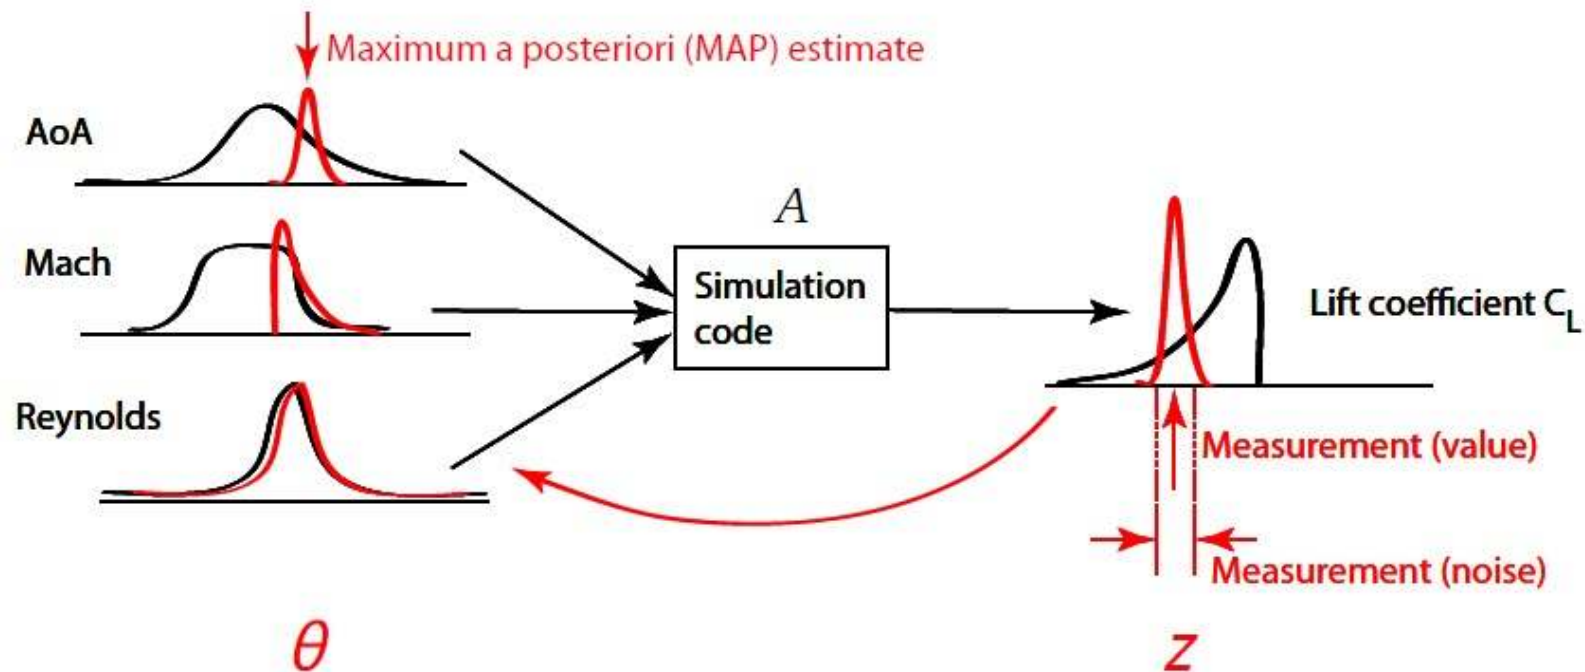 Maximum a posteriori (MAP) estimate
AoA
A
Mach
Simulation
code
Lift coefficient C_L
Reynolds
Measurement (value)
Measurement (noise)
θ
z